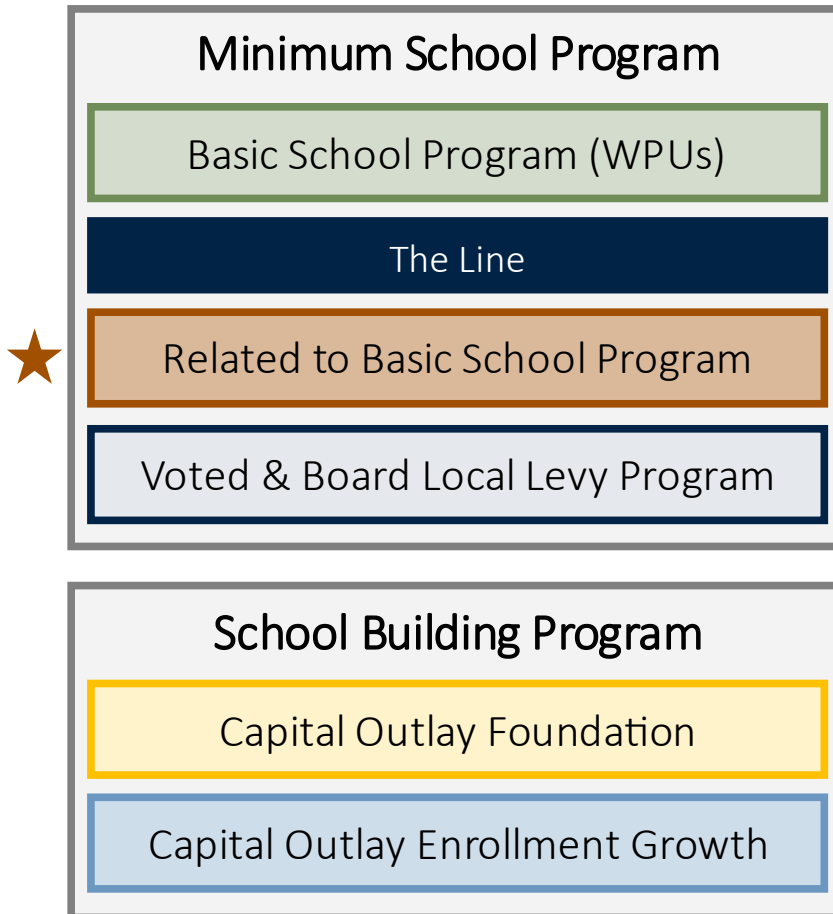 Minimum School Program
Basic School Program (WPUs)
The Line
Related to Basic School Program
Voted & Board Local Levy Program
School Building Program
Capital Outlay Foundation
Capital Outlay Enrollment Growth